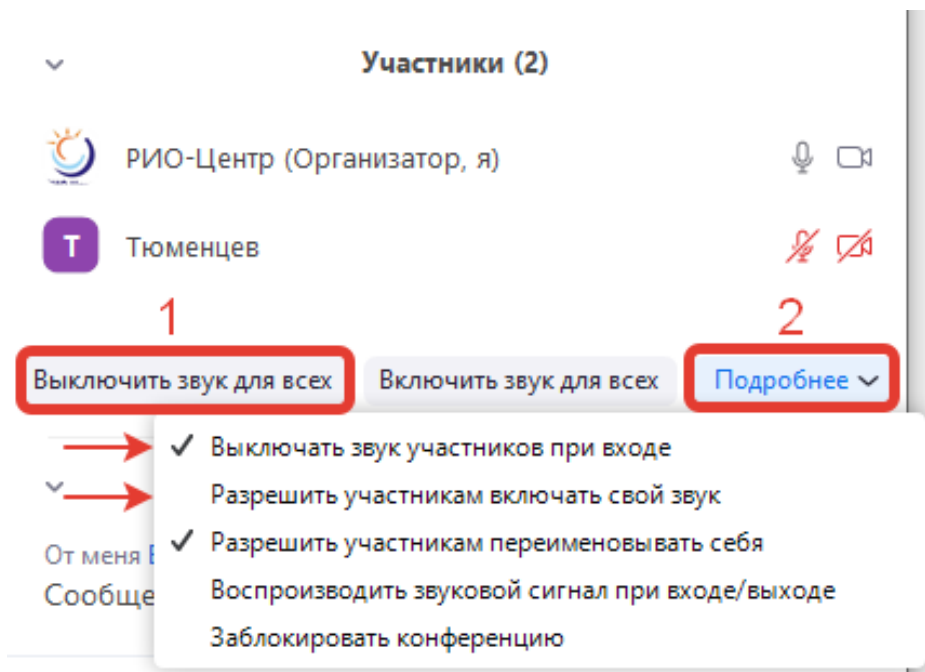 Участники (2)
РИО-Центр (Организатор, я)
Т
Тюменцев
1
2
Выключить звук для всех
Включить звук для всех
Подробнее
Выключать звук участников при входе
Разрешить участникам включать свой звук
Разрешить участникам переименовывать себя
Воспроизводить звуковой сигнал при входе/выходе
Заблокировать конференцию
От меня
Сообще